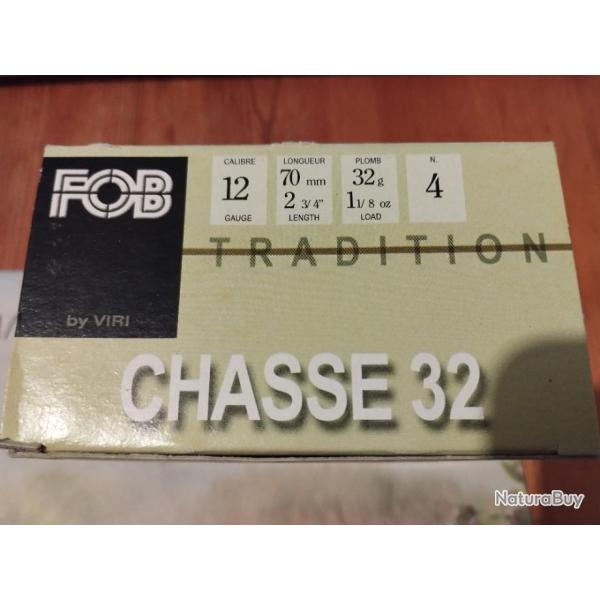 FOB
by VIRI
CALIBRE
12
GAUGE
LONGUEUR
70 mm
2 3/4"
LENGTH
PLOMB
32 g
1 1/8 oz
LOAD
N.
4
TRADITION
CHASSE 32
NaturaBuy